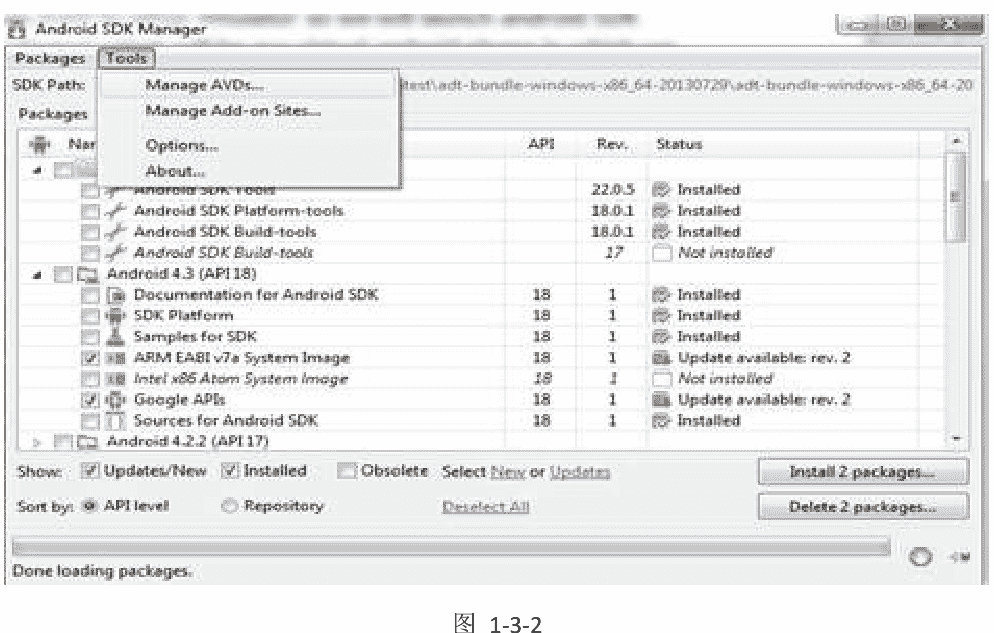 Android SDK Manager
Packages Tools
SDK Path: test\adt-bundle-windows-x86_64-20130729\adt-bundle-windows-x86_64-20
Manage AVDs...
Manage Add-on Sites...
Options...
About...
Packages
Nar API Rev. Status
Android SDK Tools 22.0.5 Installed
Android SDK Platform-tools 18.0.1 Installed
Android SDK Build-tools 18.0.1 Installed
Android SDK Build-tools 17 Not installed
Android 4.3 (API 18)
Documentation for Android SDK 18 1 Installed
SDK Platform 18 1 Installed
Samples for SDK 18 1 Installed
ARM EABI v7a System Image 18 1 Update available: rev. 2
Intel x86 Atom System Image 18 1 Not installed
Google APIs 18 1 Update available: rev. 2
Sources for Android SDK 18 1 Installed
Android 4.2.2 (API 17)
Show: Updates/New Installed Obsolete Select New or Updates Install 2 packages...
Sort by: API level Repository Deselect All Delete 2 packages...
Done loading packages.
图 1-3-2